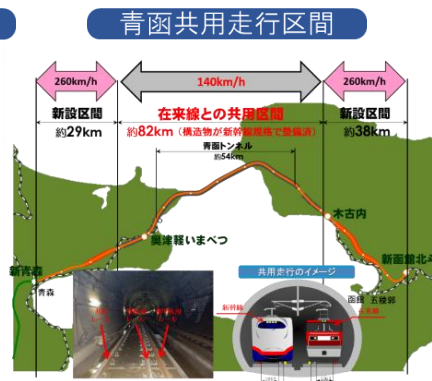 青函共用走行区間
260km/h
140km/h
260km/h
新設区間
約29km
在来線との共用区間
約82km（構造物が新幹線規格で整備済）
新設区間
約38km
青函トンネル
約54km
木古内
奥津軽いまべつ
新函館北斗
新青森
青森
函館 五稜郭
共用走行のイメージ
新幹線
在来線